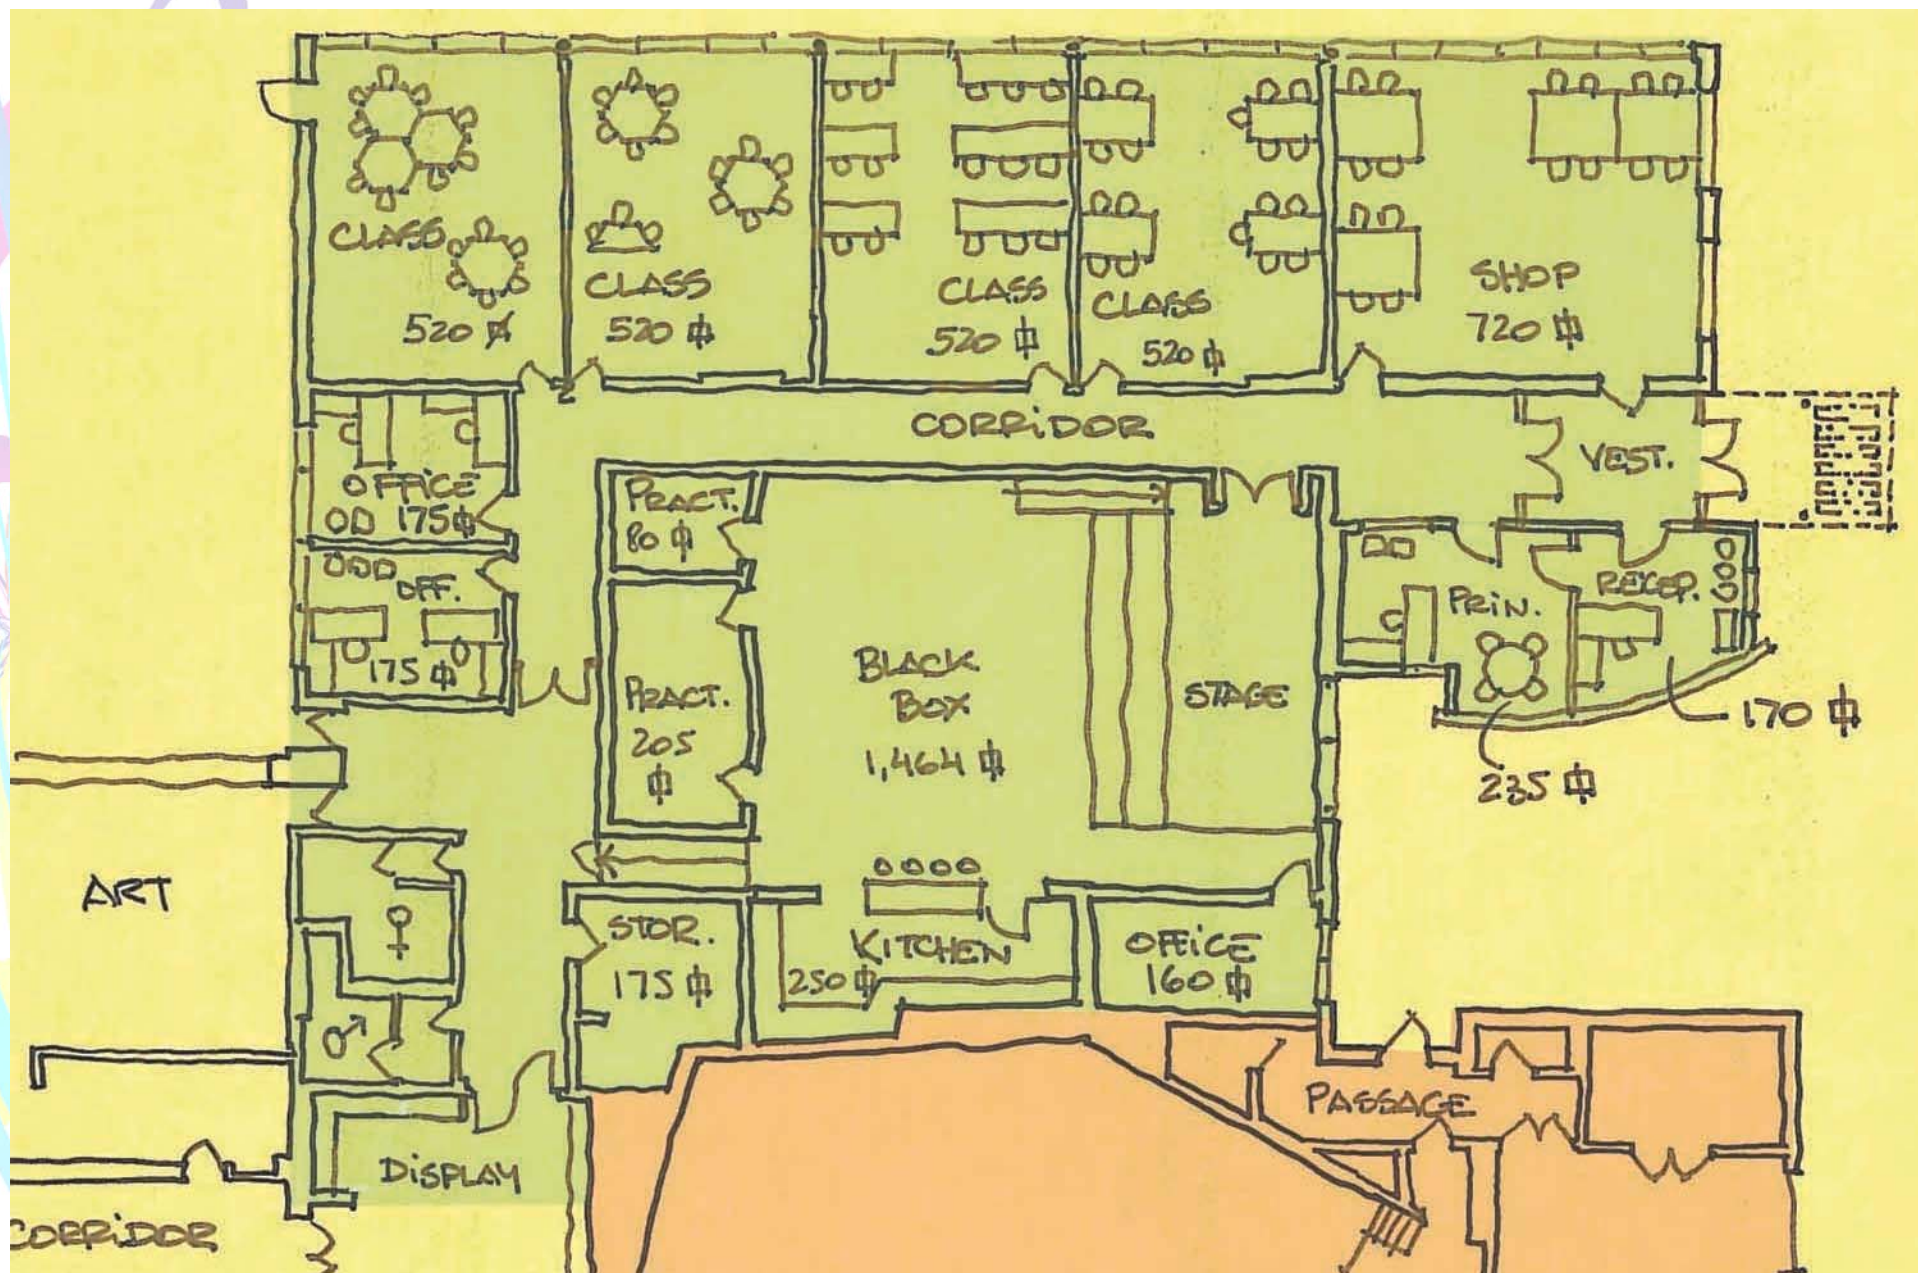 CLASS
520 ⏍
CLASS
520 ⏍
CLASS
520 ⏍
CLASS
520 ⏍
SHOP
720 ⏍
CORRiDOR
VEST.
OFFICE
175 ⏍
OFF.
175 ⏍
PRACT.
80 ⏍
PRACT.
205
⏍
BLACK
BOX
1,464 ⏍
STAGE
PRiN.
RECEP.
170 ⏍
235 ⏍
ART
STOR.
175 ⏍
KiTCHEN
250 ⏍
OFFiCE
160 ⏍
PASSAGE
DiSPLAY
CORRiDOR